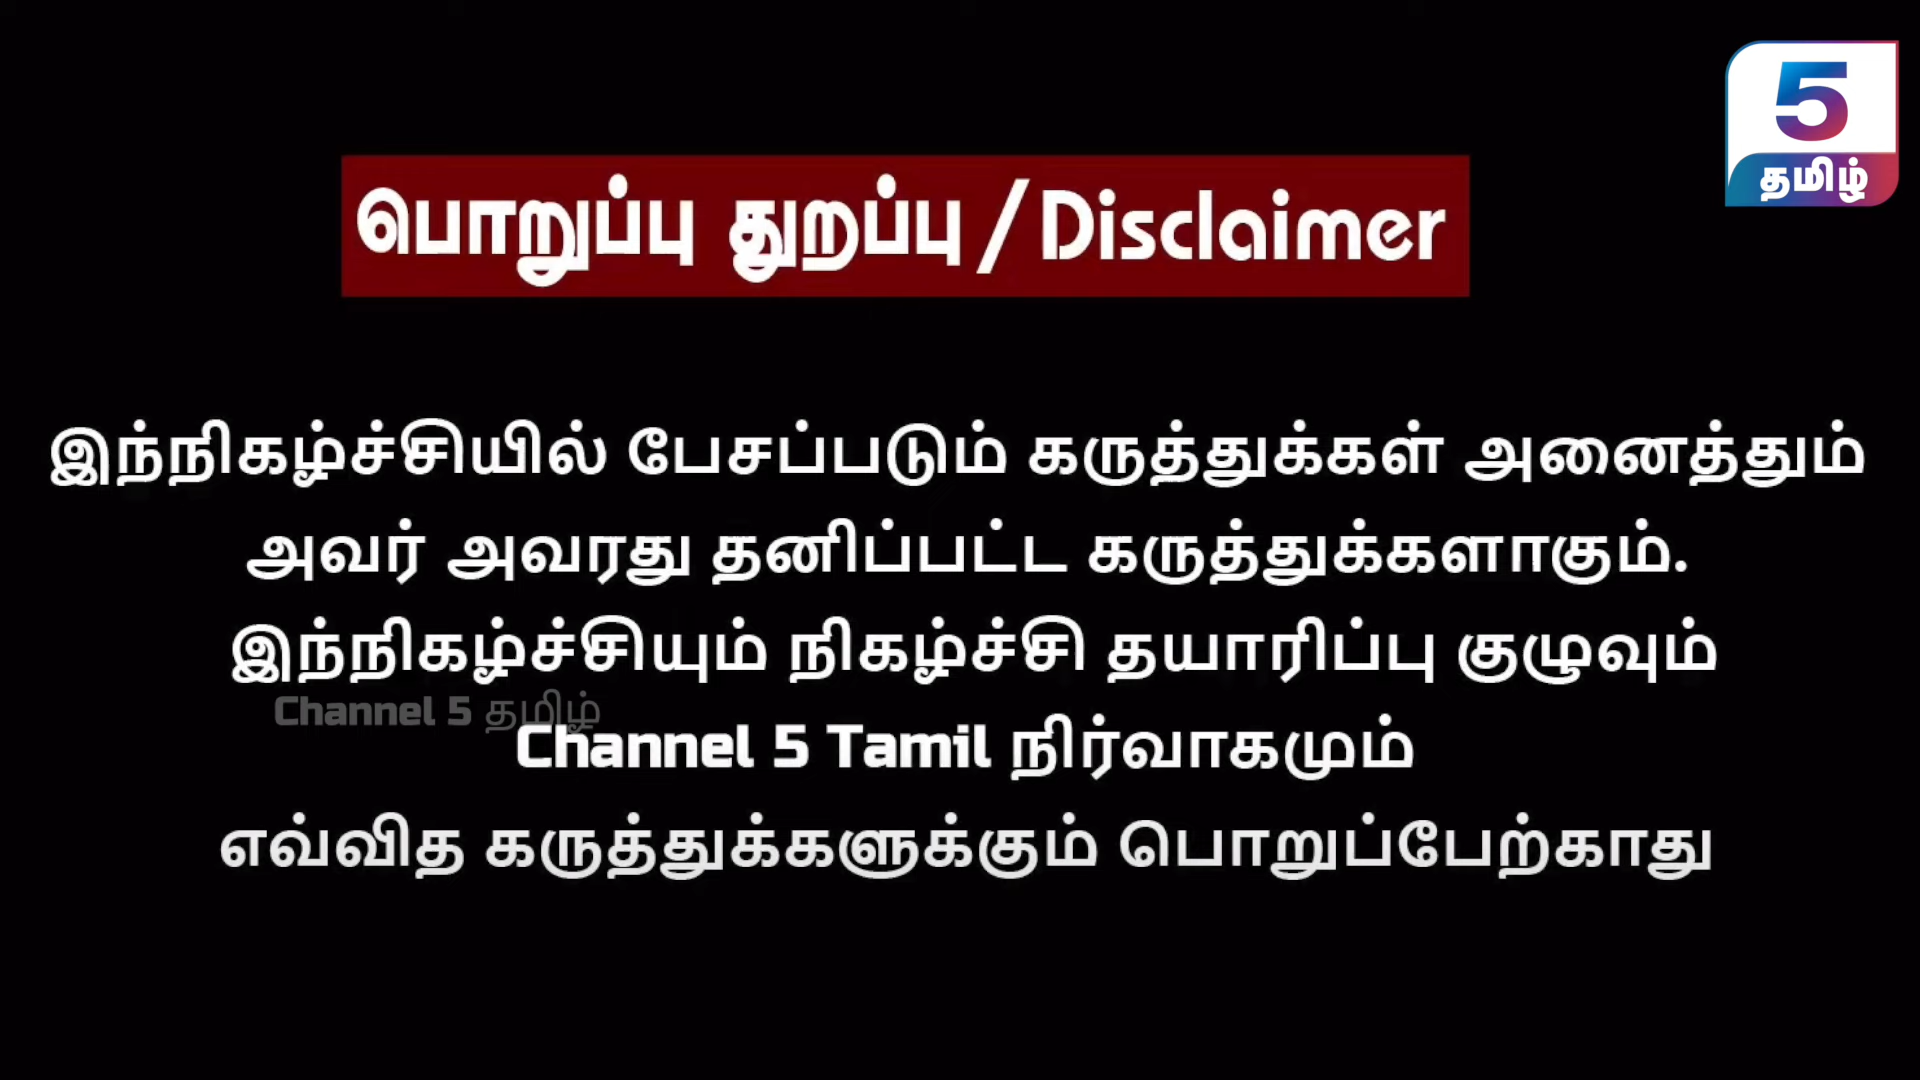 5
தமிழ்
பொறுப்பு துறப்பு/Disclaimer
இந்நிகழ்ச்சியில் பேசப்படும் கருத்துக்கள் அனைத்தும்
அவர் அவரது தனிப்பட்ட கருத்துக்களாகும்.
இந்நிகழ்ச்சியும் நிகழ்ச்சி தயாரிப்பு குழுவும்
Channel 5 தமிழ்
Channel 5 Tamil நிர்வாகமும்
எவ்வித கருத்துக்களுக்கும் பொறுப்பேற்காது